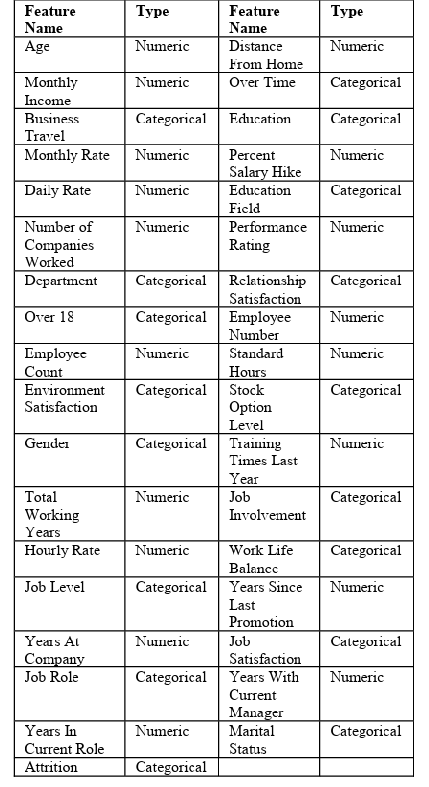 Feature Name | Type | Feature Name | Type
Age | Numeric | Distance From Home | Numeric
Monthly Income | Numeric | Over Time | Categorical
Business Travel | Categorical | Education | Categorical
Monthly Rate | Numeric | Percent Salary Hike | Numeric
Daily Rate | Numeric | Education Field | Categorical
Number of Companies Worked | Numeric | Performance Rating | Numeric
Department | Categorical | Relationship Satisfaction | Categorical
Over 18 | Categorical | Employee Number | Numeric
Employee Count | Numeric | Standard Hours | Numeric
Environment Satisfaction | Categorical | Stock Option Level | Categorical
Gender | Categorical | Training Times Last Year | Numeric
Total Working Years | Numeric | Job Involvement | Categorical
Hourly Rate | Numeric | Work Life Balance | Categorical
Job Level | Categorical | Years Since Last Promotion | Numeric
Years At Company | Numeric | Job Satisfaction | Categorical
Job Role | Categorical | Years With Current Manager | Numeric
Years In Current Role | Numeric | Marital Status | Categorical
Attrition | Categorical